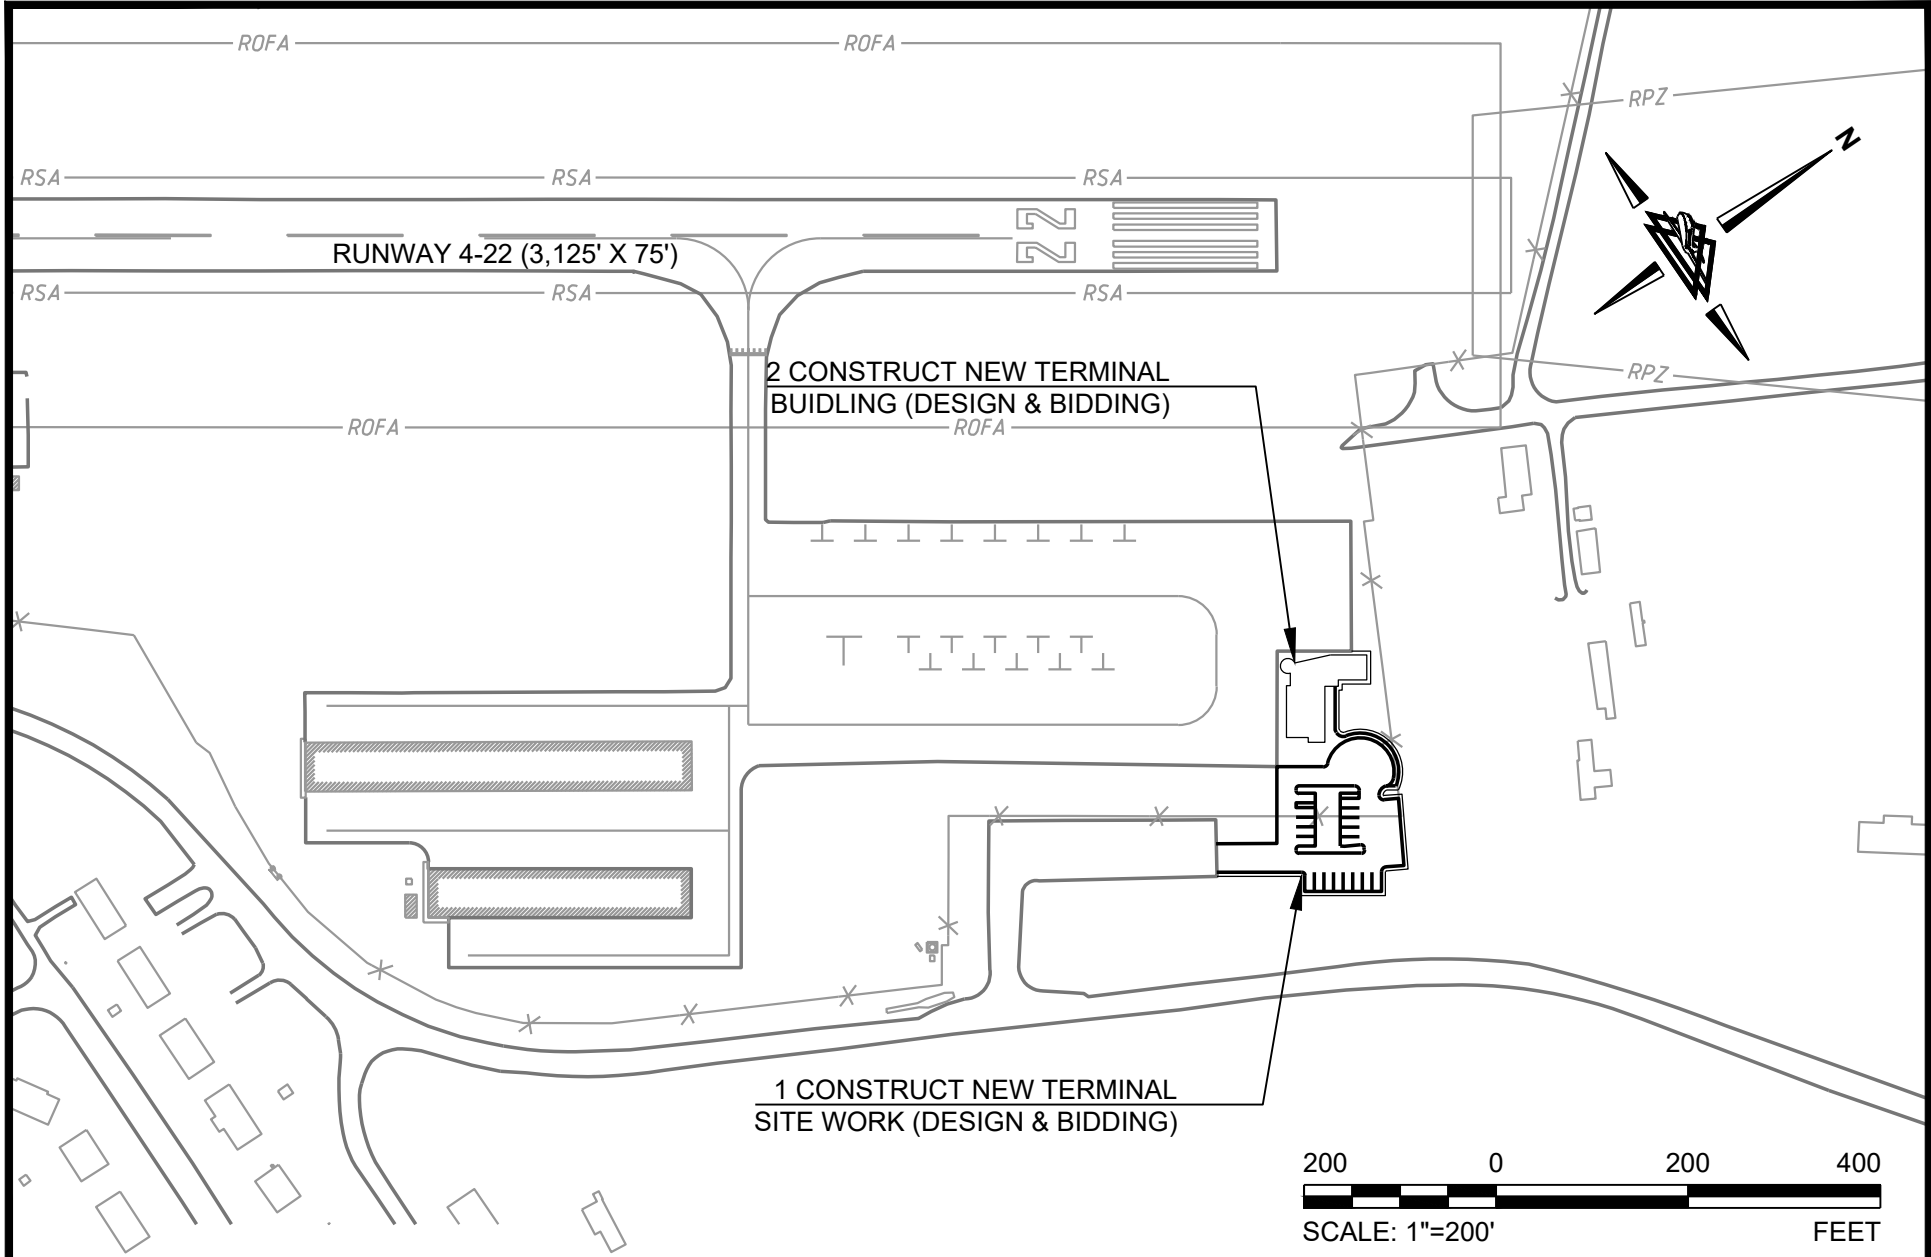 ROFA ROFA
RPZ
N
RSA RSA RSA
22
RUNWAY 4-22 (3,125' X 75')
RSA RSA RSA
2 CONSTRUCT NEW TERMINAL
BUIDLING (DESIGN & BIDDING)
RPZ
ROFA ROFA
1 CONSTRUCT NEW TERMINAL
SITE WORK (DESIGN & BIDDING)
200 0 200 400
SCALE: 1"=200' FEET